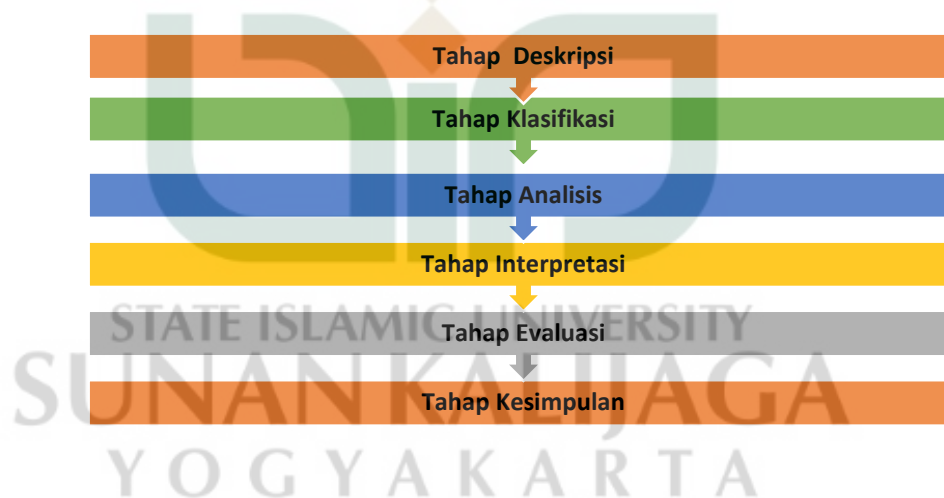 Tahap Deskripsi
Tahap Klasifikasi
Tahap Analisis
Tahap Interpretasi
STATE ISLAMIC UNIVERSITY
Tahap Evaluasi
SUNAN KALIJAGA
Tahap Kesimpulan
YOGYAKARTA